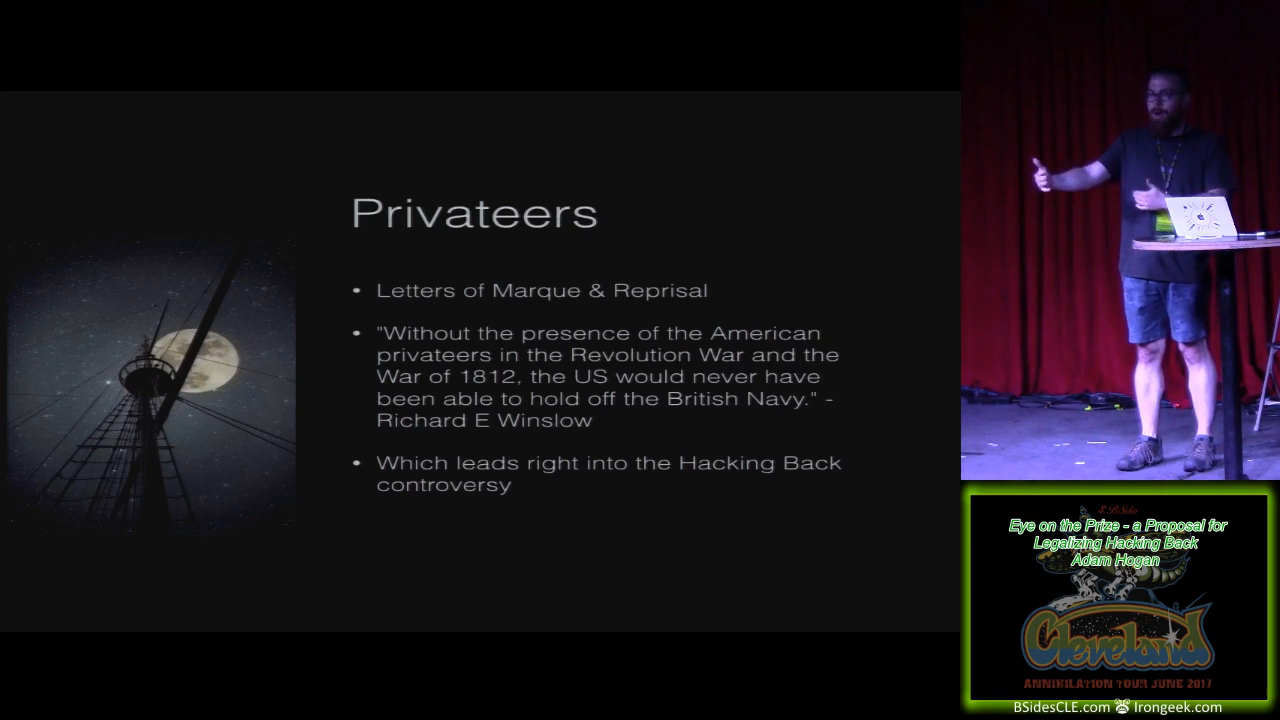 Privateers
• Letters of Marque & Reprisal
• "Without the presence of the American
privateers in the Revolution War and the
War of 1812, the US would never have
been able to hold off the British Navy." -
Richard E Winslow
• Which leads right into the Hacking Back
controversy
$ BSides
Eye on the Prize - a Proposal for
Legalizing Hacking Back
Adam Hogan
Cleveland
ANNIHILATION TOUR JUNE 2017
BSidesCLE.com Irongeek.com